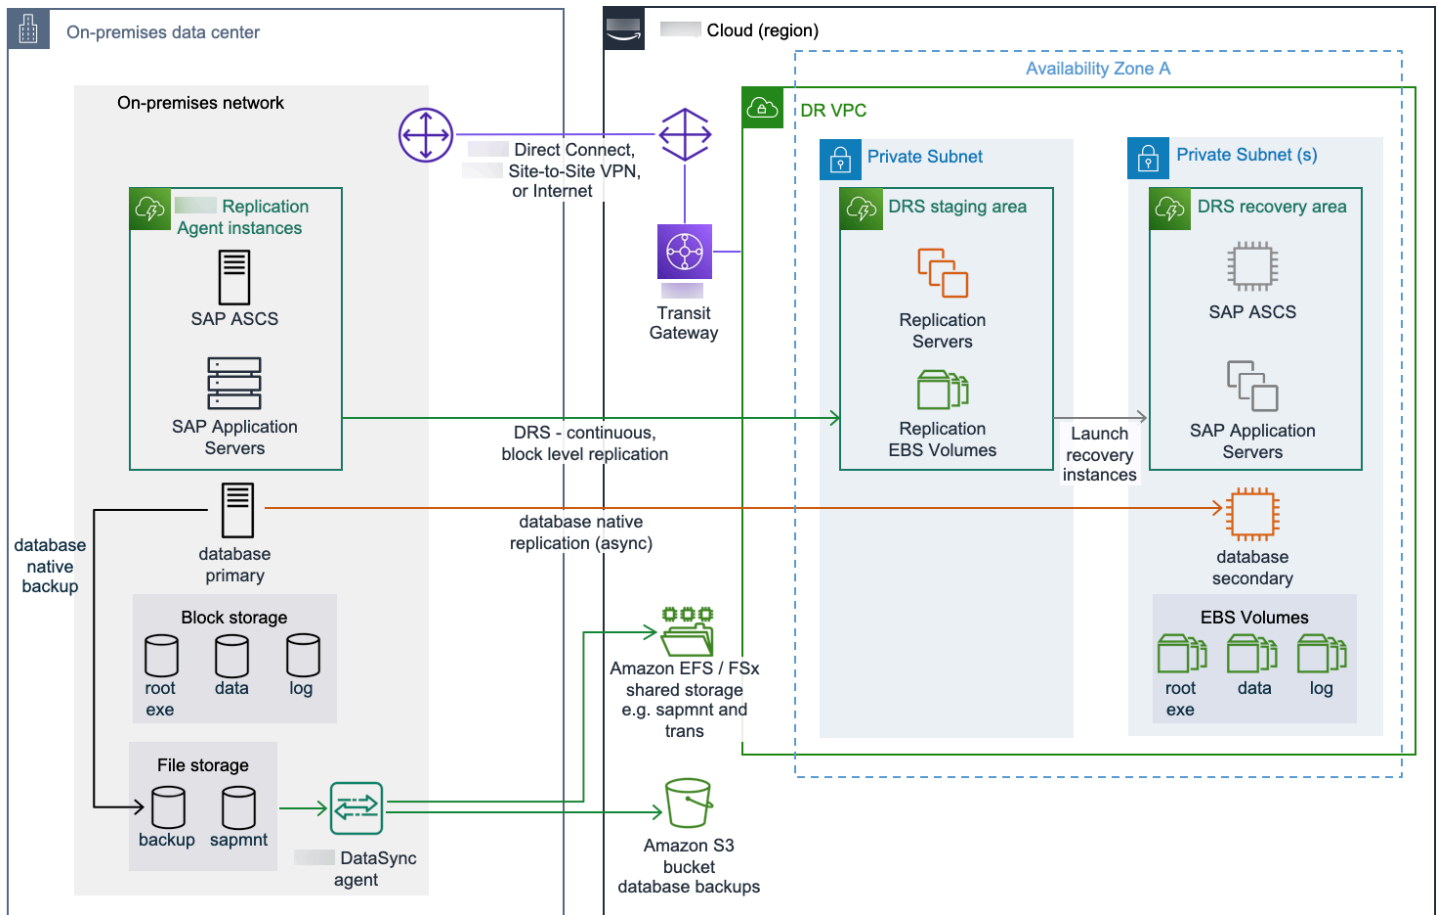 On-premises data center
Cloud (region)
Availability Zone A
On-premises network
DR VPC
Direct Connect,
Site-to-Site VPN,
or Internet
Private Subnet
Private Subnet (s)
Replication
Agent instances
DRS staging area
DRS recovery area
SAP ASCS
Transit
Gateway
Replication
Servers
SAP ASCS
SAP Application
Servers
Replication
EBS Volumes
SAP Application
Servers
DRS - continuous,
block level replication
Launch
recovery
instances
database
native
backup
database
primary
database native
replication (async)
database
secondary
Block storage
root
exe
data
log
Amazon EFS / FSx
shared storage
e.g. sapmnt and
trans
EBS Volumes
root
exe
data
log
File storage
backup
sapmnt
DataSync
agent
Amazon S3
bucket
database backups